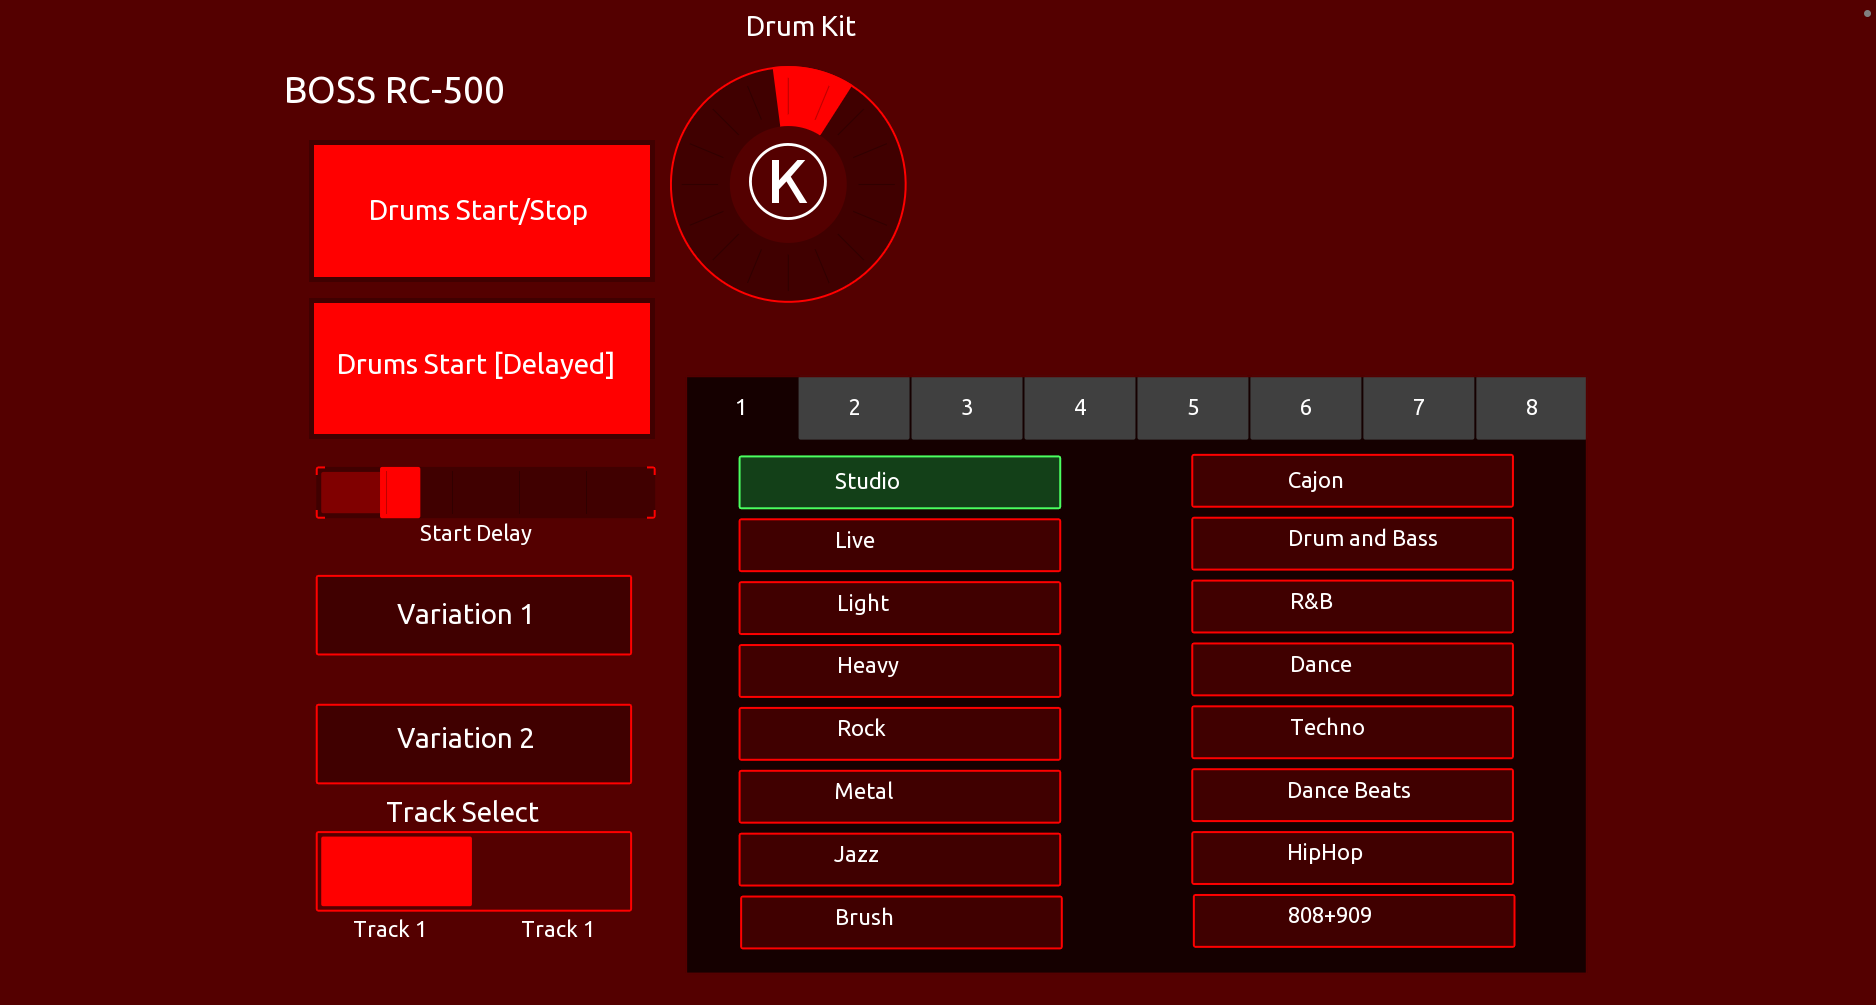 Drum Kit
BOSS RC-500
K
Drums Start/Stop
Drums Start [Delayed]
Start Delay
Variation 1
Variation 2
Track Select
Track 1
Track 1
1 2 3 4 5 6 7 8
Studio
Live
Light
Heavy
Rock
Metal
Jazz
Brush
Cajon
Drum and Bass
R&B
Dance
Techno
Dance Beats
HipHop
808+909